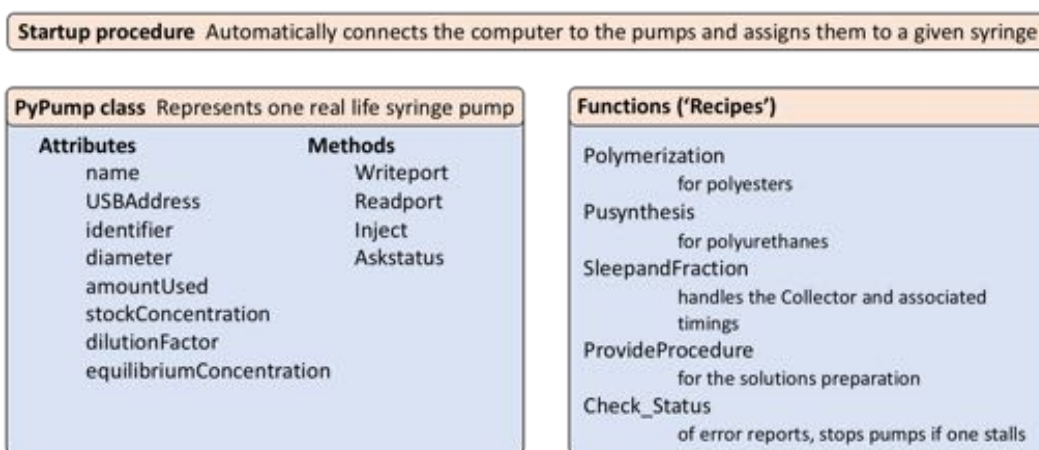 Startup procedure Automatically connects the computer to the pumps and assigns them to a given syringe
PyPump class Represents one real life syringe pump
Attributes
name
USBAddress
identifier
diameter
amountUsed
stockConcentration
dilutionFactor
equilibriumConcentration
Methods
Writeport
Readport
Inject
Askstatus
Functions (‘Recipes’)
Polymerization
for polyesters
Pusynthesis
for polyurethanes
SleepandFraction
handles the Collector and associated
timings
ProvideProcedure
for the solutions preparation
Check_Status
of error reports, stops pumps if one stalls